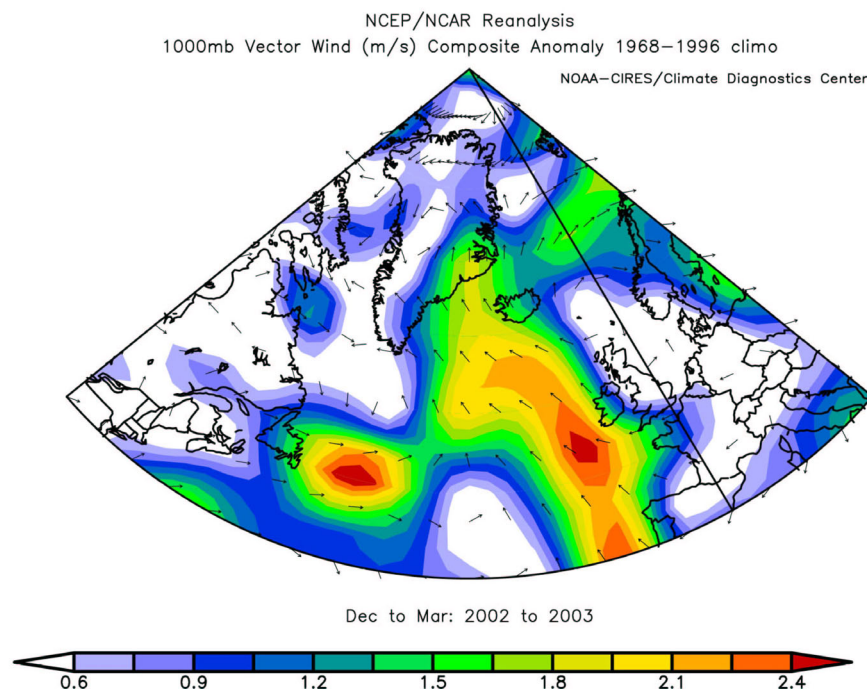 NCEP/NCAR Reanalysis
1000mb Vector Wind (m/s) Composite Anomaly 1968−1996 climo
NOAA−CIRES/Climate Diagnostics Center
Dec to Mar: 2002 to 2003
0.6 0.9 1.2 1.5 1.8 2.1 2.4